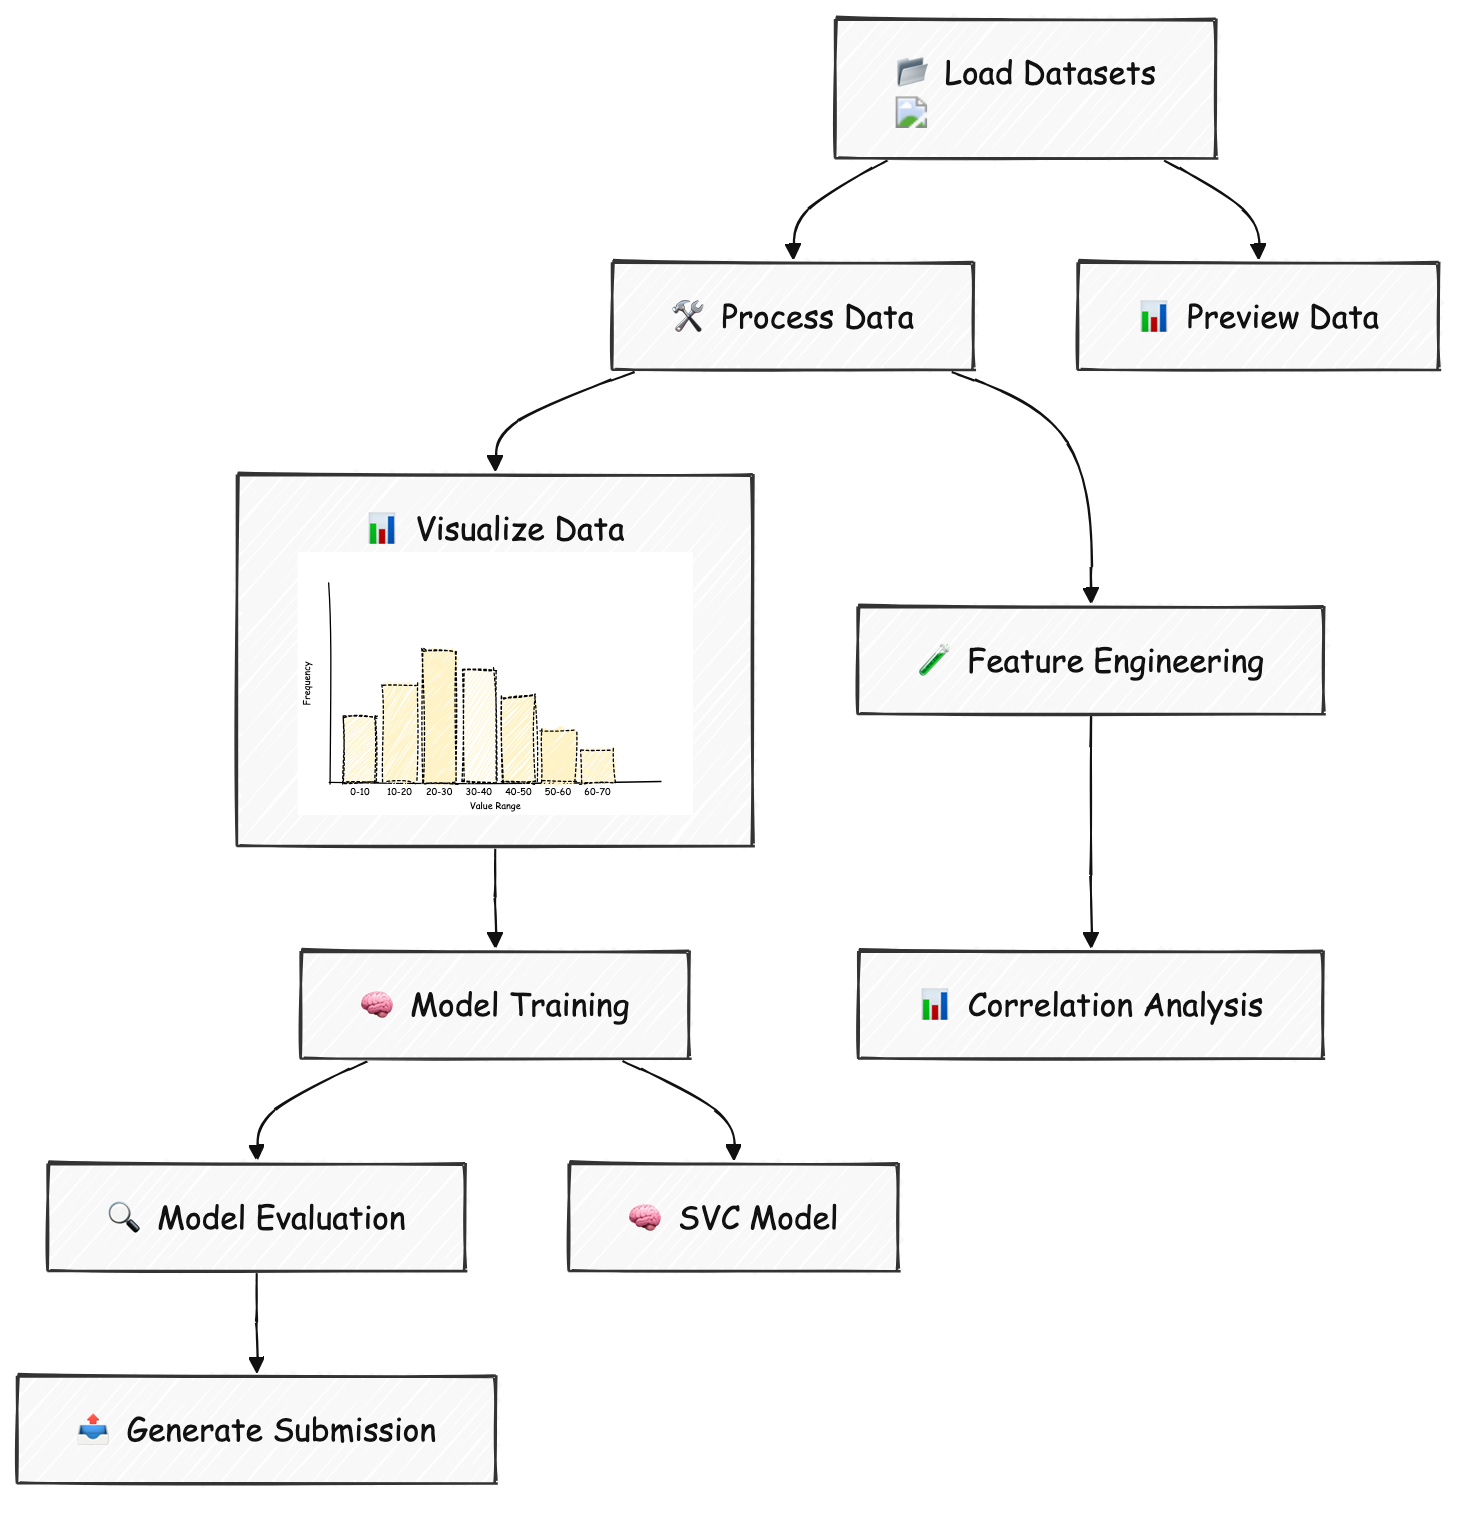 Load Datasets
Process Data
Preview Data
Visualize Data
Frequency
0-10 10-20 20-30 30-40 40-50 50-60 60-70
Value Range
Feature Engineering
Model Training
Correlation Analysis
Model Evaluation
SVC Model
Generate Submission